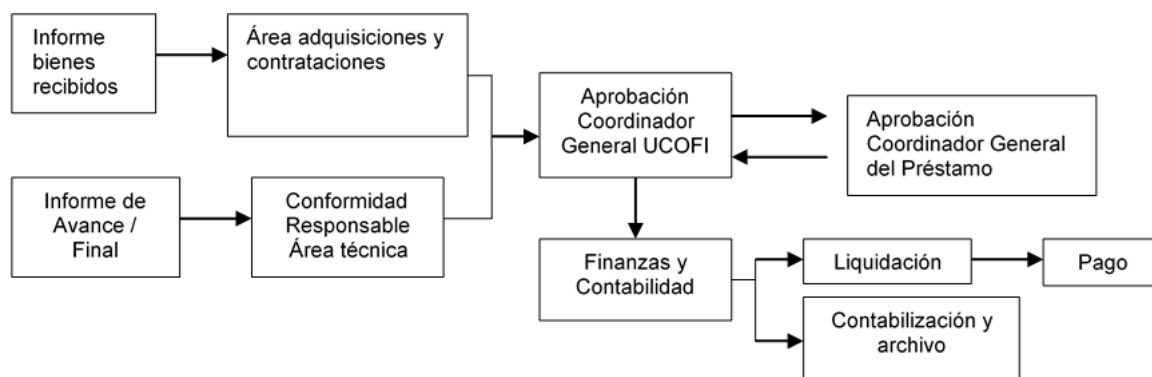 Informe
bienes
recibidos
Área adquisiciones y
contrataciones
Informe de
Avance /
Final
Conformidad
Responsable
Área técnica
Aprobación
Coordinador
General UCOFI
Aprobación
Coordinador General
del Préstamo
Finanzas y
Contabilidad
Liquidación
Pago
Contabilización y
archivo